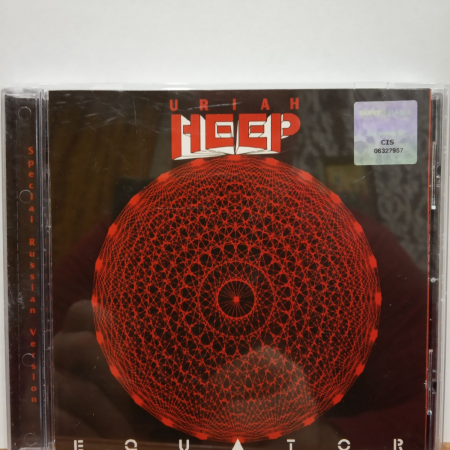 URIAH
HEEP
CIS
06327957
Special Russian Version
EQUATOR